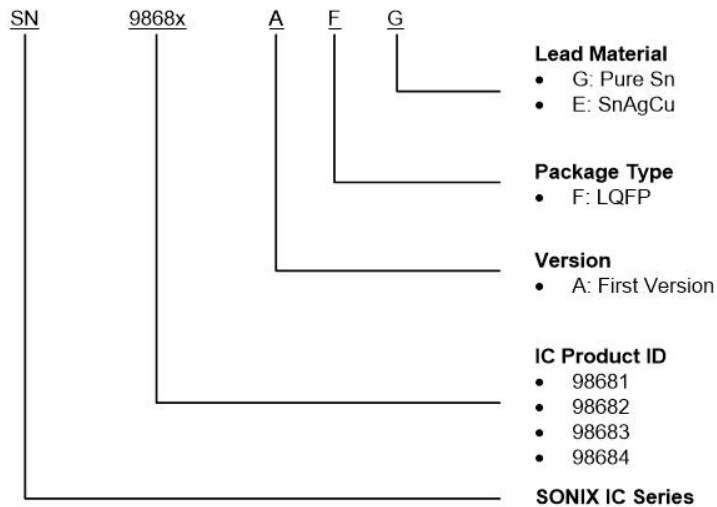 SN 9868x A F G
Lead Material
• G: Pure Sn
• E: SnAgCu
Package Type
• F: LQFP
Version
• A: First Version
IC Product ID
• 98681
• 98682
• 98683
• 98684
SONIX IC Series